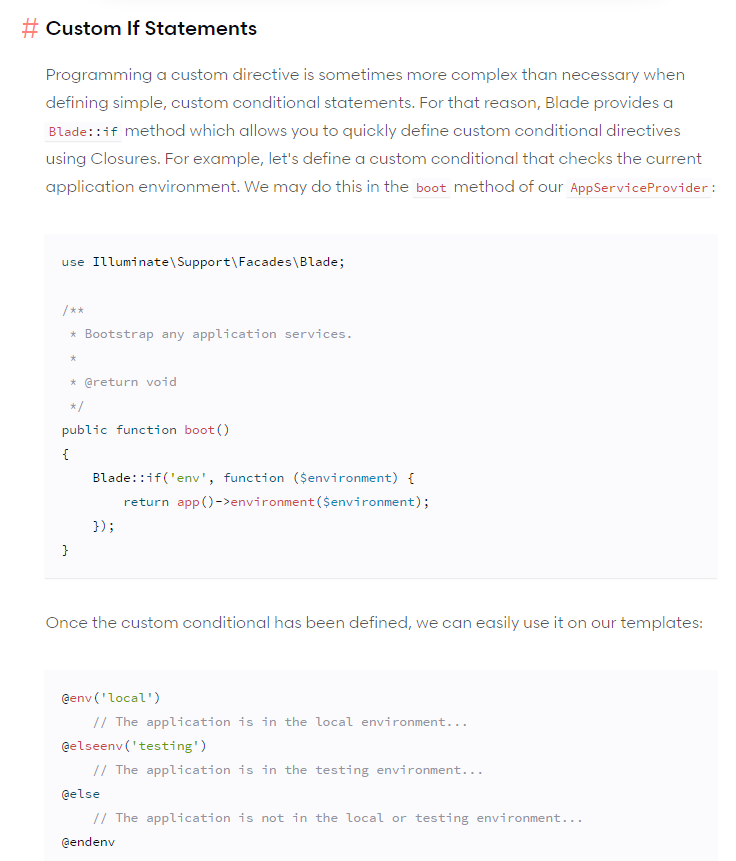 # Custom If Statements
Programming a custom directive is sometimes more complex than necessary when
defining simple, custom conditional statements. For that reason, Blade provides a
Blade::if method which allows you to quickly define custom conditional directives
using Closures. For example, let's define a custom conditional that checks the current
application environment. We may do this in the boot method of our AppServiceProvider:
use Illuminate\Support\Facades\Blade;
/**
 * Bootstrap any application services.
 *
 * @return void
 */
public function boot()
{
    Blade::if('env', function ($environment) {
        return app()->environment($environment);
    });
}
Once the custom conditional has been defined, we can easily use it on our templates:
@env('local')
    // The application is in the local environment...
@elseenv('testing')
    // The application is in the testing environment...
@else
    // The application is not in the local or testing environment...
@endenv